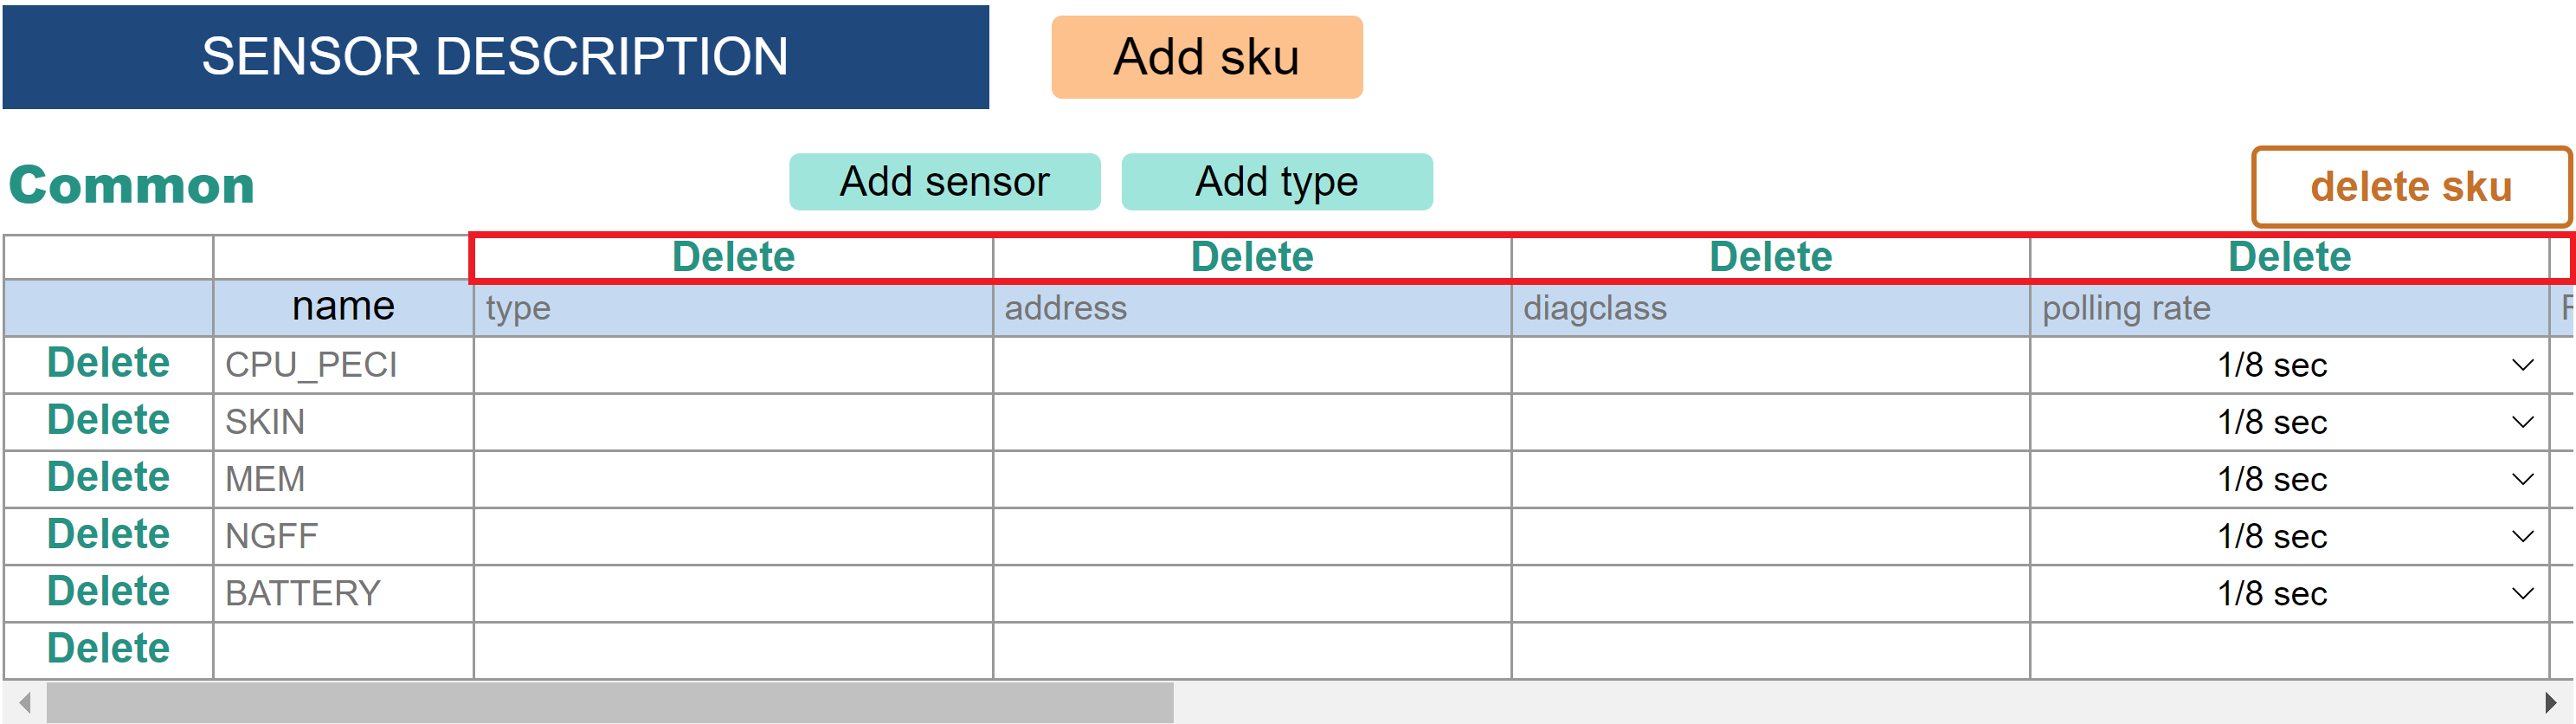 SENSOR DESCRIPTION Add sku
Common Add sensor Add type delete sku
Delete Delete Delete Delete
name type address diagclass polling rate
Delete CPU_PECI 1/8 sec
Delete SKIN 1/8 sec
Delete MEM 1/8 sec
Delete NGFF 1/8 sec
Delete BATTERY 1/8 sec
Delete